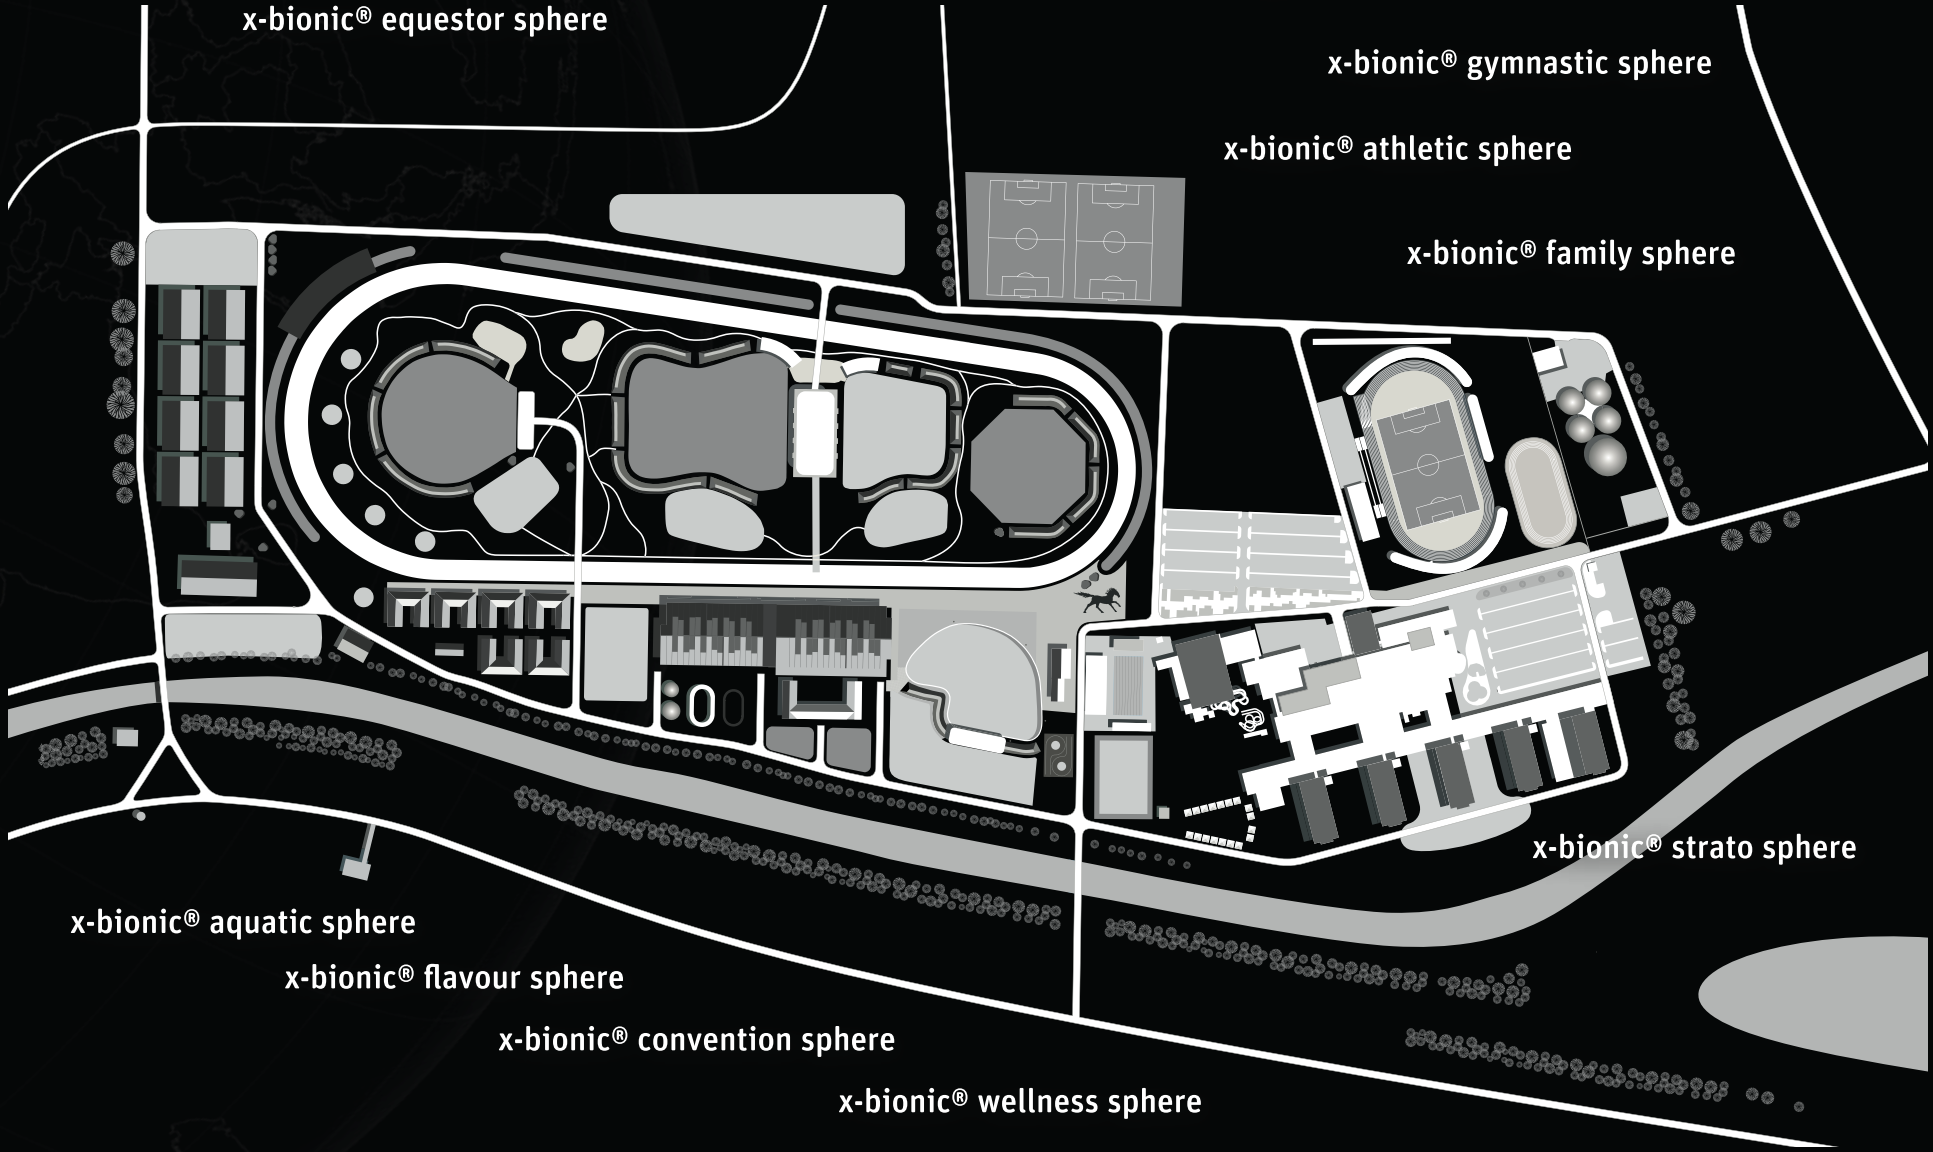 x-bionic® equestor sphere
x-bionic® gymnastic sphere
x-bionic® athletic sphere
x-bionic® family sphere
x-bionic® strato sphere
x-bionic® aquatic sphere
x-bionic® flavour sphere
x-bionic® convention sphere
x-bionic® wellness sphere